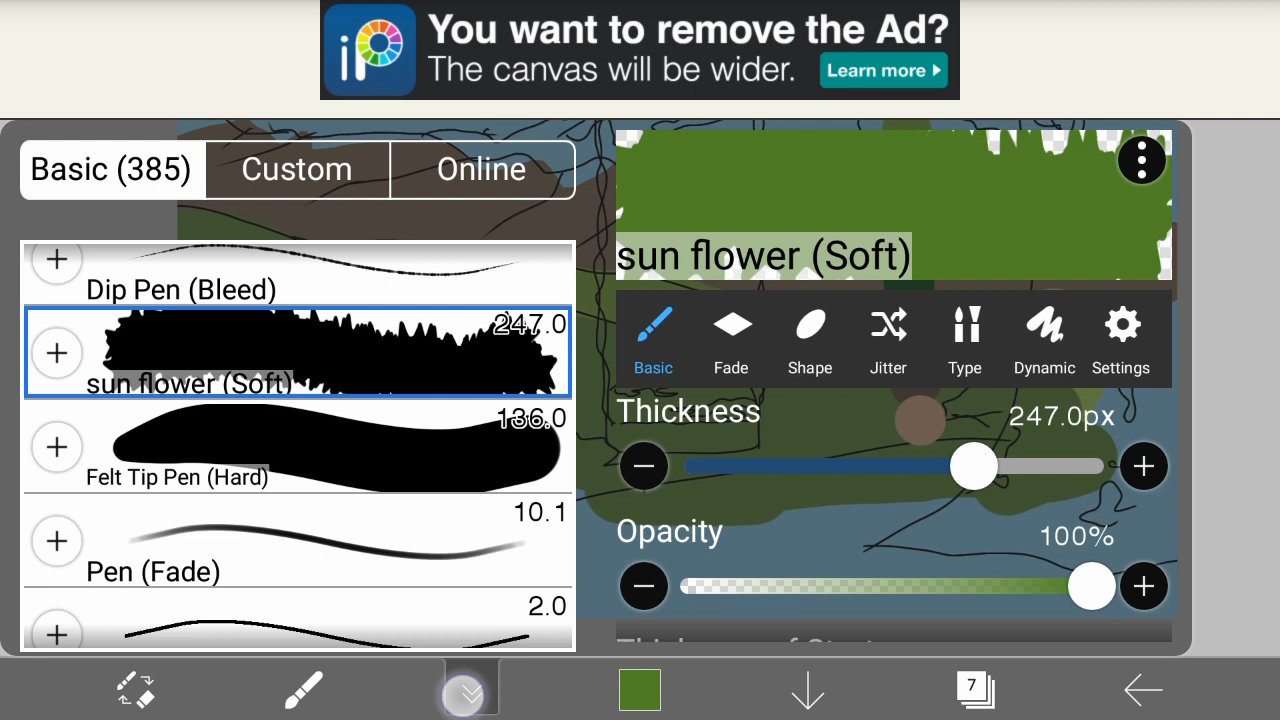 iP
You want to remove the Ad?
The canvas will be wider.
Learn more
Basic (385)
Custom
Online
Dip Pen (Bleed)
247.0
sun flower (Soft)
136.0
Felt Tip Pen (Hard)
10.1
Pen (Fade)
2.0
sun flower (Soft)
Basic
Fade
Shape
Jitter
Type
Dynamic
Settings
Thickness
247.0px
Opacity
100%
7